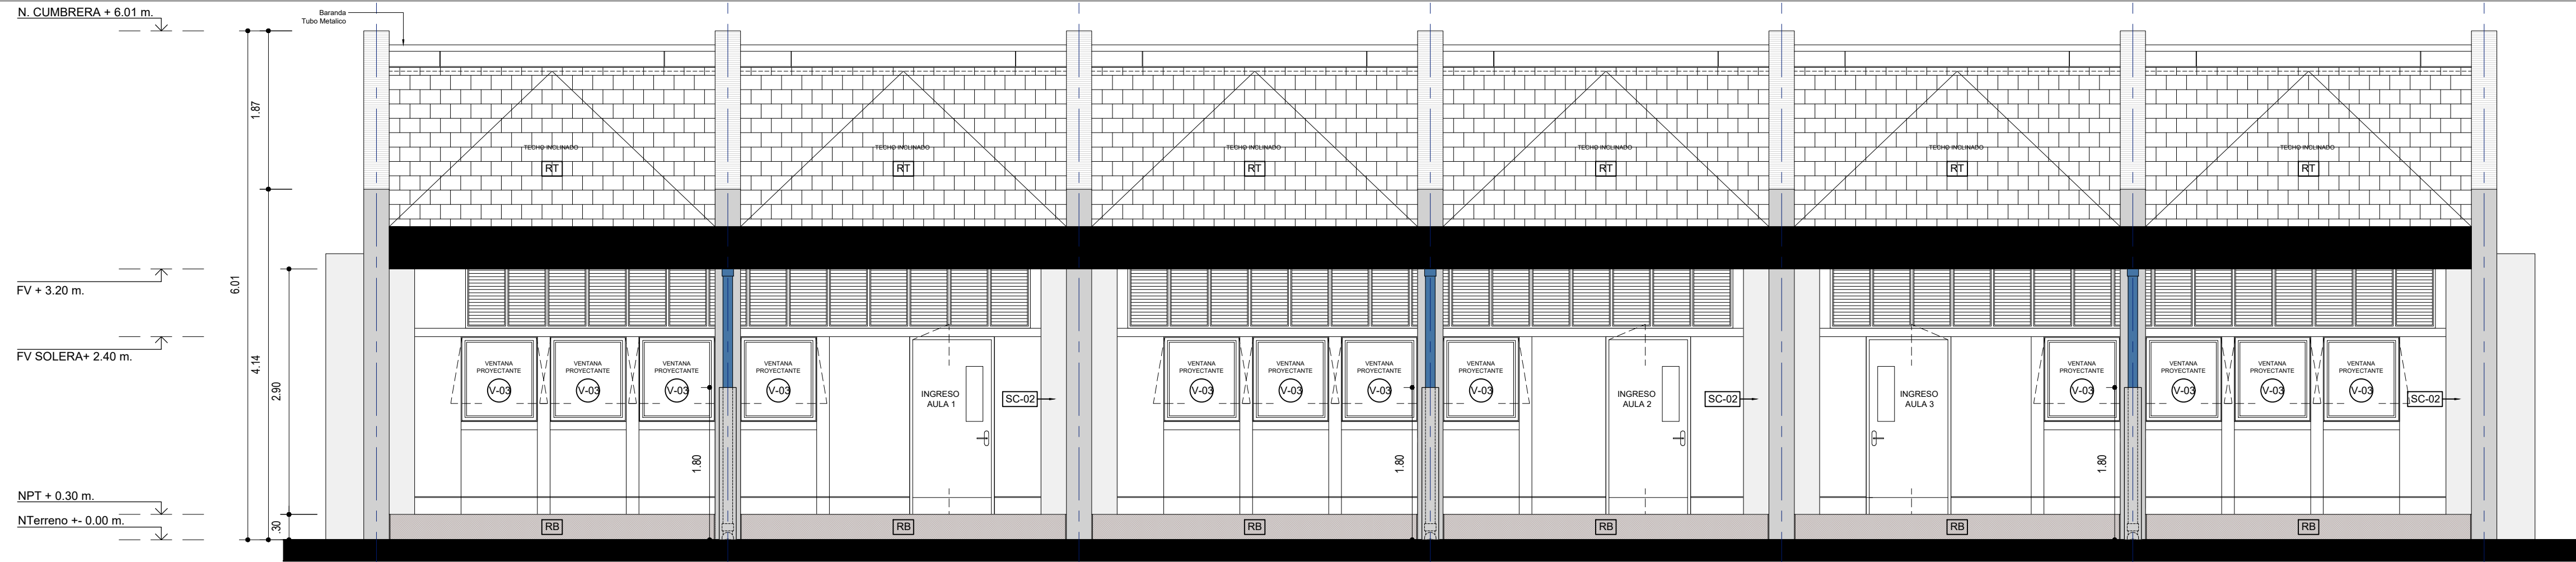 N. CUMBRERA + 6.01 m.
Baranda
Tubo Metalico
1.87
TECHO INCLINADO
RT
TECHO INCLINADO
RT
TECHO INCLINADO
RT
TECHO INCLINADO
RT
TECHO INCLINADO
RT
TECHO INCLINADO
RT
6.01
FV + 3.20 m.
FV SOLERA+ 2.40 m.
4.14
2.90
VENTANA
PROYECTANTE
V-03
VENTANA
PROYECTANTE
V-03
VENTANA
PROYECTANTE
V-03
VENTANA
PROYECTANTE
V-03
INGRESO
AULA 1
SC-02
VENTANA
PROYECTANTE
V-03
VENTANA
PROYECTANTE
V-03
VENTANA
PROYECTANTE
V-03
VENTANA
PROYECTANTE
V-03
INGRESO
AULA 2
SC-02
INGRESO
AULA 3
VENTANA
PROYECTANTE
V-03
VENTANA
PROYECTANTE
V-03
VENTANA
PROYECTANTE
V-03
VENTANA
PROYECTANTE
V-03
SC-02
1.80
1.80
1.80
NPT + 0.30 m.
NTerreno +- 0.00 m.
.30
RB
RB
RB
RB
RB
RB